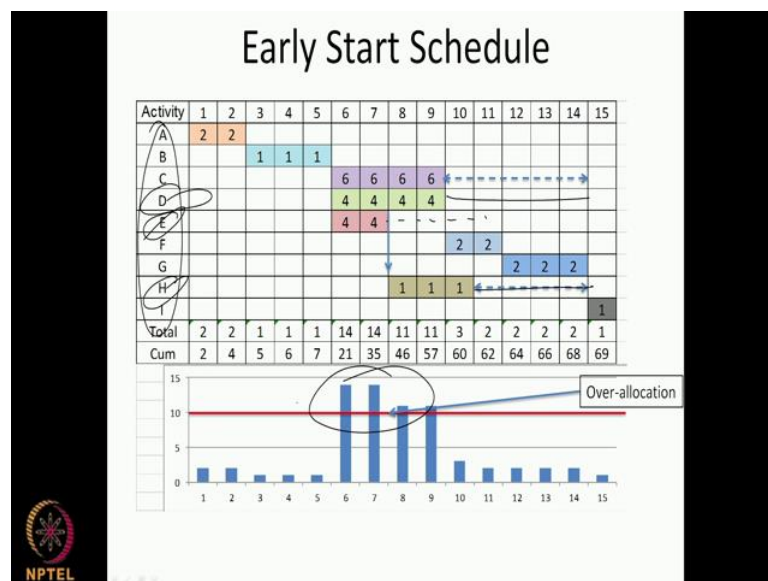 Early Start Schedule
Activity 1 2 3 4 5 6 7 8 9 10 11 12 13 14 15
A 2 2
B 1 1 1
C 6 6 6 6
D 4 4 4 4
E 4 4
F 2 2
G 2 2 2
H 1 1 1
I 1
Total 2 2 1 1 1 14 14 11 11 3 2 2 2 2 1
Cum 2 4 5 6 7 21 35 46 57 60 62 64 66 68 69
15
10
5
0
Over-allocation
1 2 3 4 5 6 7 8 9 10 11 12 13 14 15
NPTEL